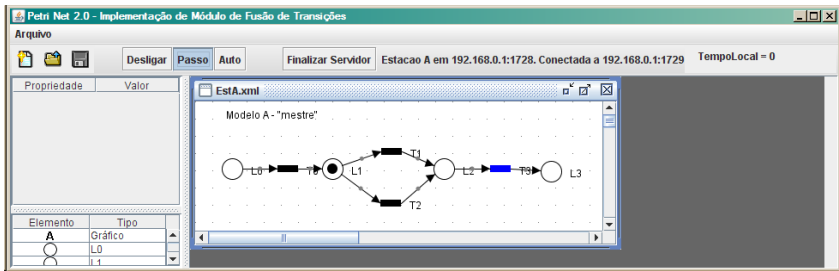 Petri Net 2.0 - Implementação de Módulo de Fusão de Transições
Arquivo
Desligar Passo Auto Finalizar Servidor Estacao A em 192.168.0.1:1728. Conectada a 192.168.0.1:1729 TempoLocal = 0
Propriedade Valor
EstA.xml
Modelo A - "mestre"
T1
L0 T0 L1 L2 T3 L3
T2
Elemento Tipo
A Gráfico
L0
L1